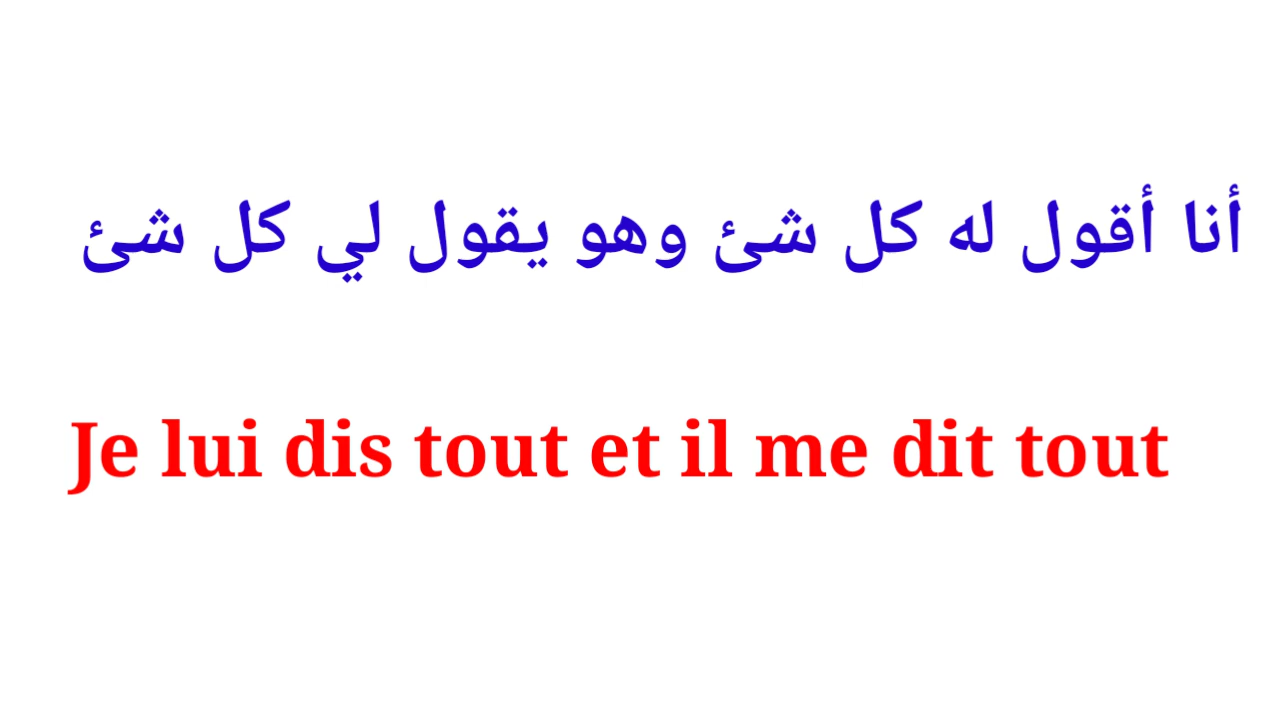 أنا أقول له كل شئ وهو يقول لي كل شئ
Je lui dis tout et il me dit tout